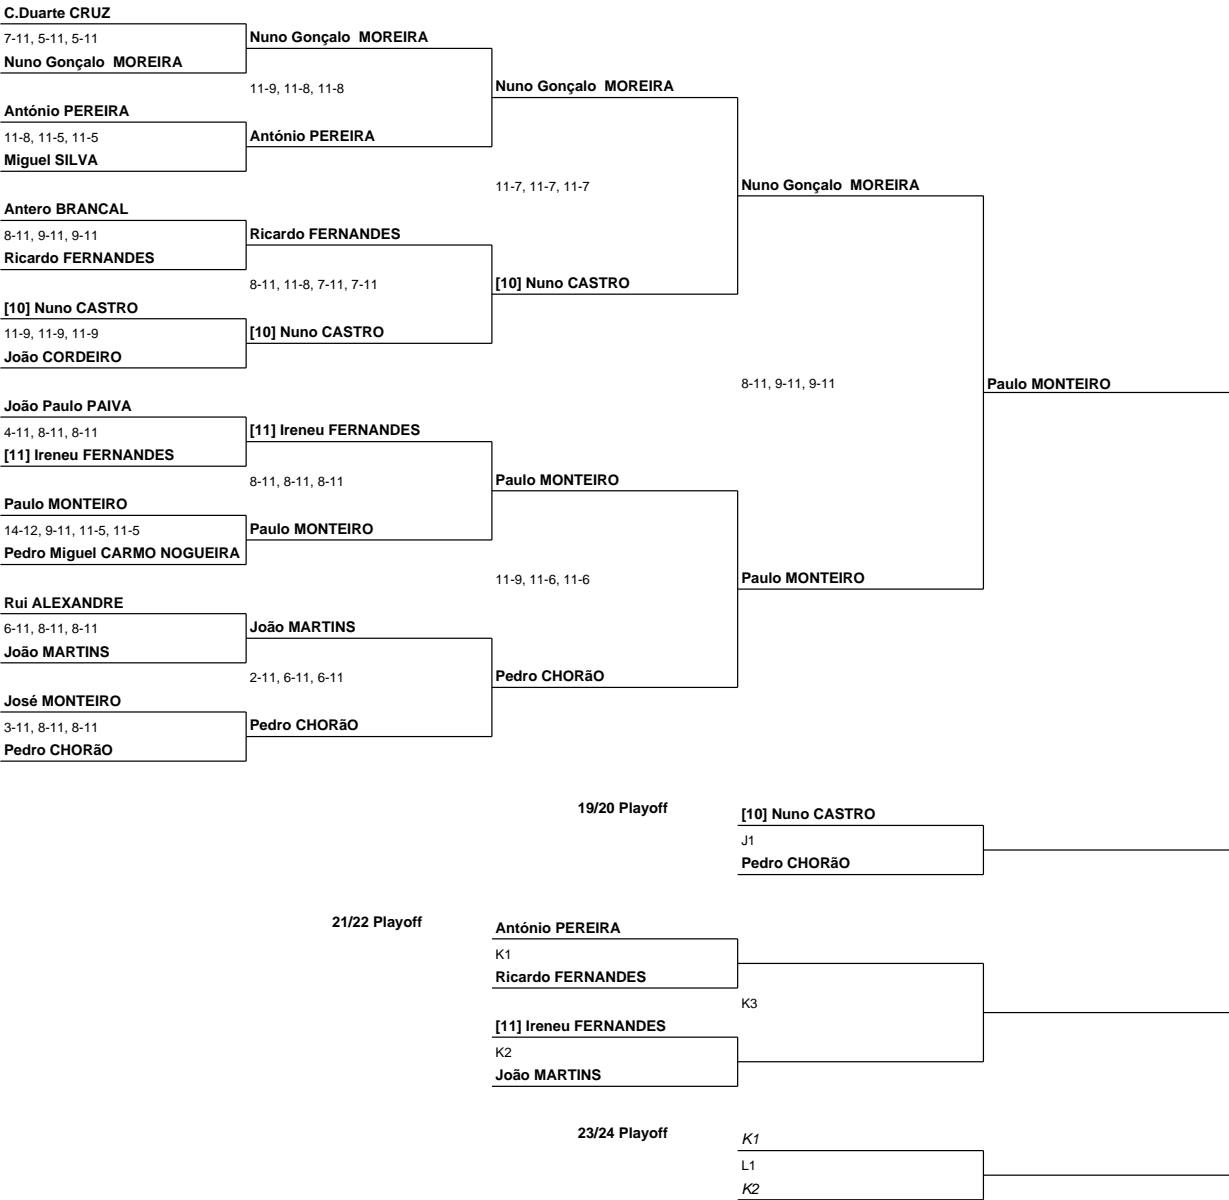 C.Duarte CRUZ
7-11, 5-11, 5-11
Nuno Gonçalo  MOREIRA
António PEREIRA
11-8, 11-5, 11-5
Miguel SILVA
Antero BRANCAL
8-11, 9-11, 9-11
Ricardo FERNANDES
[10] Nuno CASTRO
11-9, 11-9, 11-9
João CORDEIRO
João Paulo PAIVA
4-11, 8-11, 8-11
[11] Ireneu FERNANDES
Paulo MONTEIRO
14-12, 9-11, 11-5, 11-5
Pedro Miguel CARMO NOGUEIRA
Rui ALEXANDRE
6-11, 8-11, 8-11
João MARTINS
José MONTEIRO
3-11, 8-11, 8-11
Pedro CHORãO
Nuno Gonçalo  MOREIRA
11-9, 11-8, 11-8
António PEREIRA
Ricardo FERNANDES
8-11, 11-8, 7-11, 7-11
[10] Nuno CASTRO
[11] Ireneu FERNANDES
8-11, 8-11, 8-11
Paulo MONTEIRO
João MARTINS
2-11, 6-11, 6-11
Pedro CHORãO
Nuno Gonçalo  MOREIRA
11-7, 11-7, 11-7
[10] Nuno CASTRO
Paulo MONTEIRO
11-9, 11-6, 11-6
Pedro CHORãO
Nuno Gonçalo  MOREIRA
8-11, 9-11, 9-11
Paulo MONTEIRO
Paulo MONTEIRO
19/20 Playoff
[10] Nuno CASTRO
J1
Pedro CHORãO
21/22 Playoff
António PEREIRA
K1
Ricardo FERNANDES
K3
[11] Ireneu FERNANDES
K2
João MARTINS
23/24 Playoff
K1
L1
K2